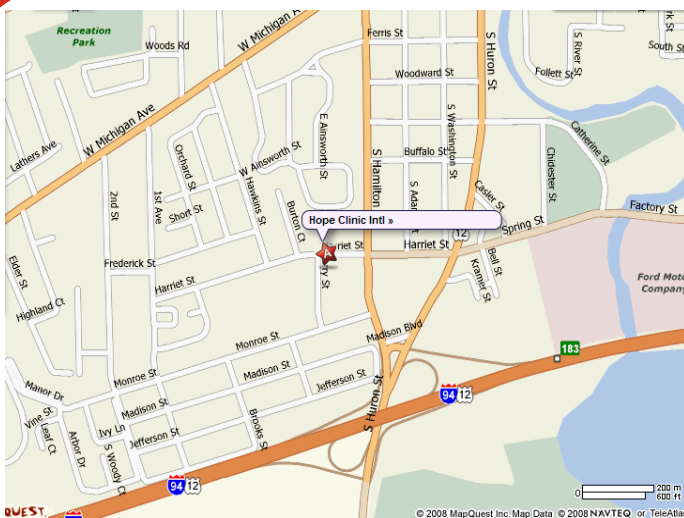 Recreation
Park
Woods Rd
W Michigan Ave
Ferris St
S Huron St
S River St
South St
Follett St
Woodward St
W Michigan Ave
Lathers Ave
E Ainsworth St
S Washington St
Catherine St
Orchard St
W Ainsworth St
Buffalo St
S Hamilton
Chidester St
2nd St
1st Ave
Hawkins St
Short St
Burton Ct
S Adam
Casler St
Factory St
Hope Clinic Intl »
Spring St
12
Harriet St
A
Elder St
Frederick St
Harriet St
Bell St
Kramer St
Ford Moto
Company
Highland Ct
Monroe St
Madison Blvd
183
Manor Dr
Monroe St
Madison St
Jefferson St
94 12
Vine St
Leaf Ct
Madison St
Ivy Ln
Arbor Dr
S Woody Ct
Jefferson St
Brooks St
S Huron St
94 12
0 200 m
600 ft
QUEST.
© 2008 MapQuest Inc. Map Data © 2008 NAVTEQ or TeleAtlas